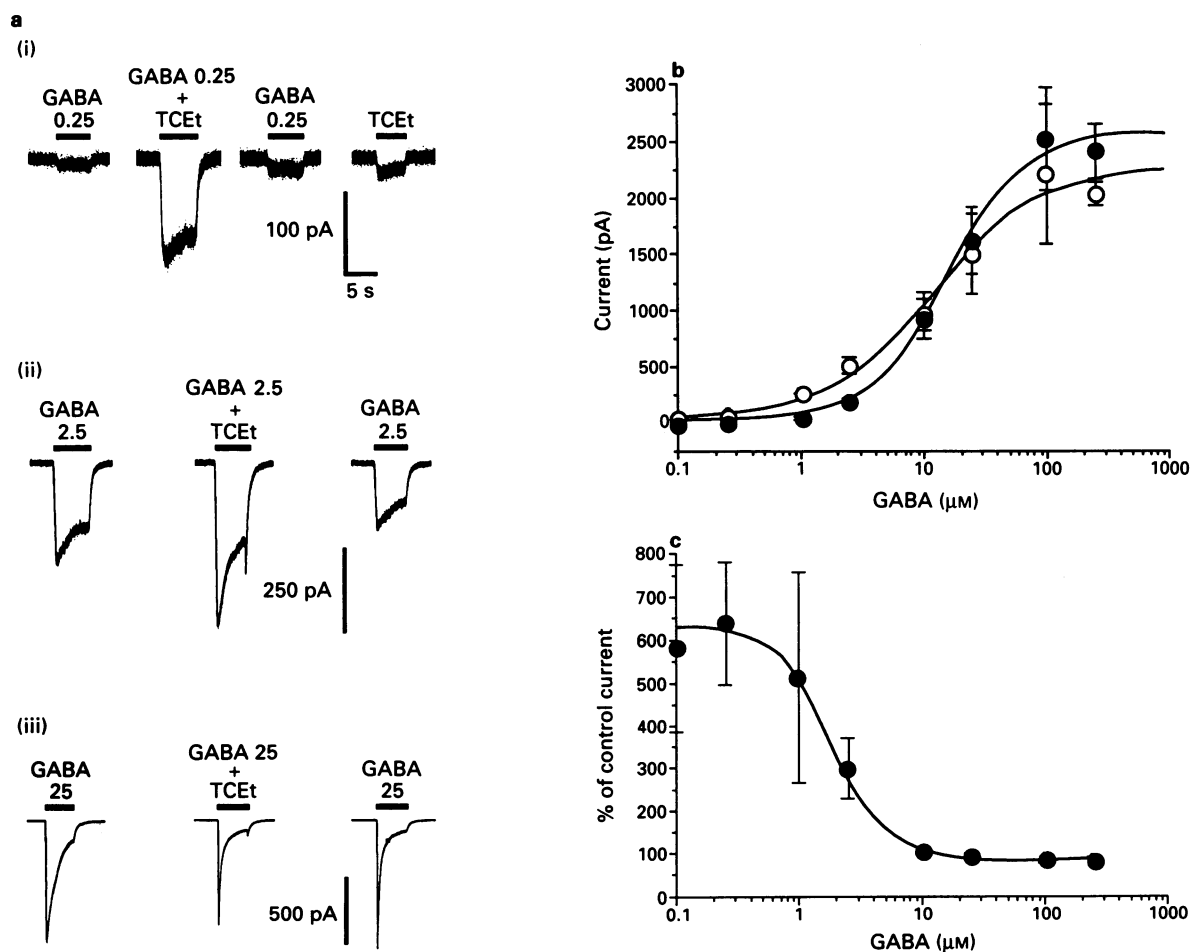 a
(i)
GABA
0.25
GABA 0.25
+
TCEt
GABA
0.25
TCEt
100 pA
5 s
(ii)
GABA
2.5
GABA 2.5
+
TCEt
GABA
2.5
250 pA
(iii)
GABA
25
GABA 25
+
TCEt
GABA
25
500 pA
b
3000
2500
2000
1500
1000
500
0
Current (pA)
0.1
1
10
100
1000
GABA (μM)
c
800
700
600
500
400
300
200
100
0
% of control current
0.1
1
10
100
1000
GABA (μM)